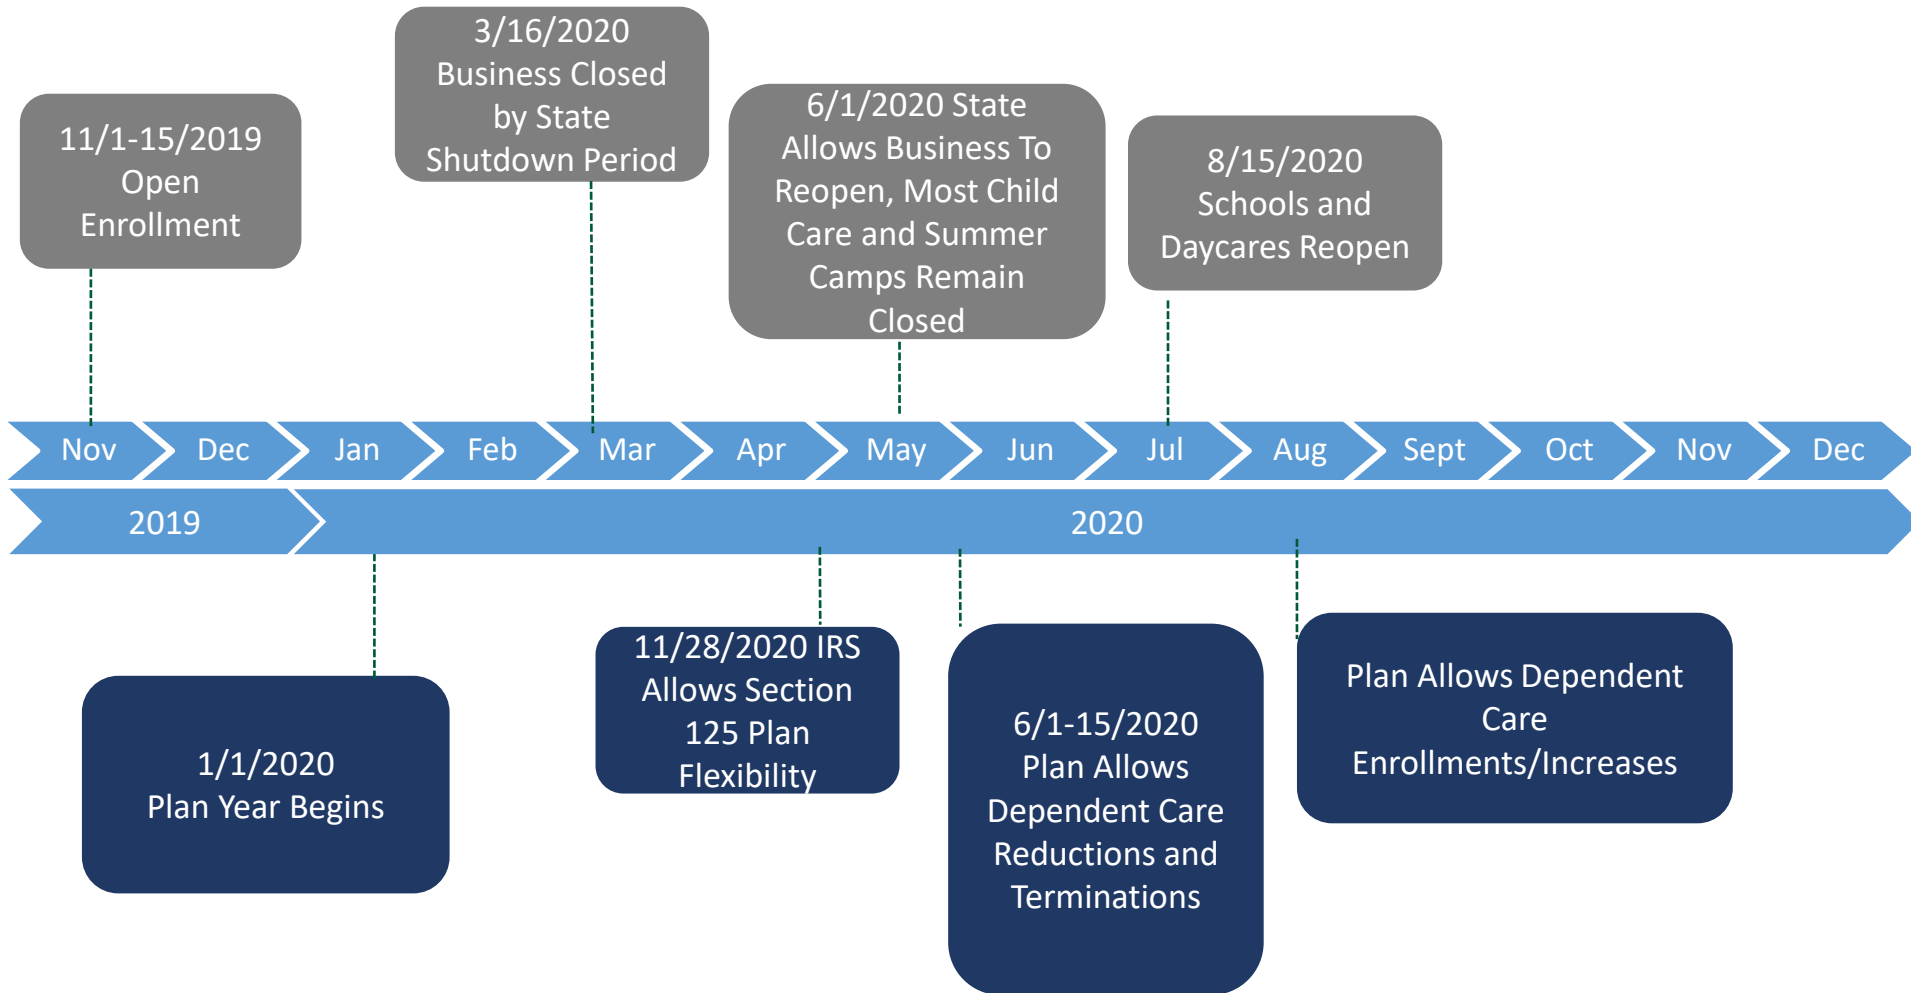 3/16/2020
Business Closed
by State
Shutdown Period
11/1-15/2019
Open
Enrollment
6/1/2020 State
Allows Business To
Reopen, Most Child
Care and Summer
Camps Remain
Closed
8/15/2020
Schools and
Daycares Reopen
Nov Dec Jan Feb Mar Apr May Jun Jul Aug Sept Oct Nov Dec
2019 2020
1/1/2020
Plan Year Begins
11/28/2020 IRS
Allows Section
125 Plan
Flexibility
6/1-15/2020
Plan Allows
Dependent Care
Reductions and
Terminations
Plan Allows Dependent
Care
Enrollments/Increases